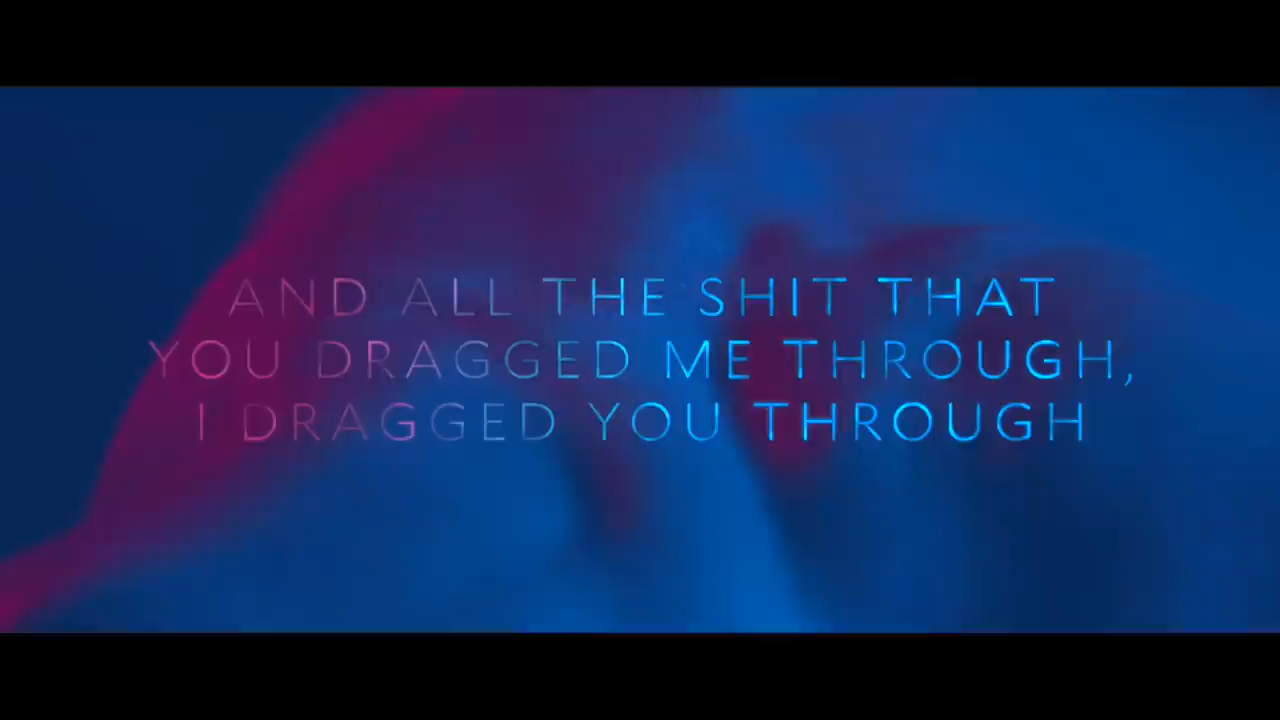 AND ALL THE SHIT THAT
YOU DRAGGED ME THROUGH,
I DRAGGED YOU THROUGH